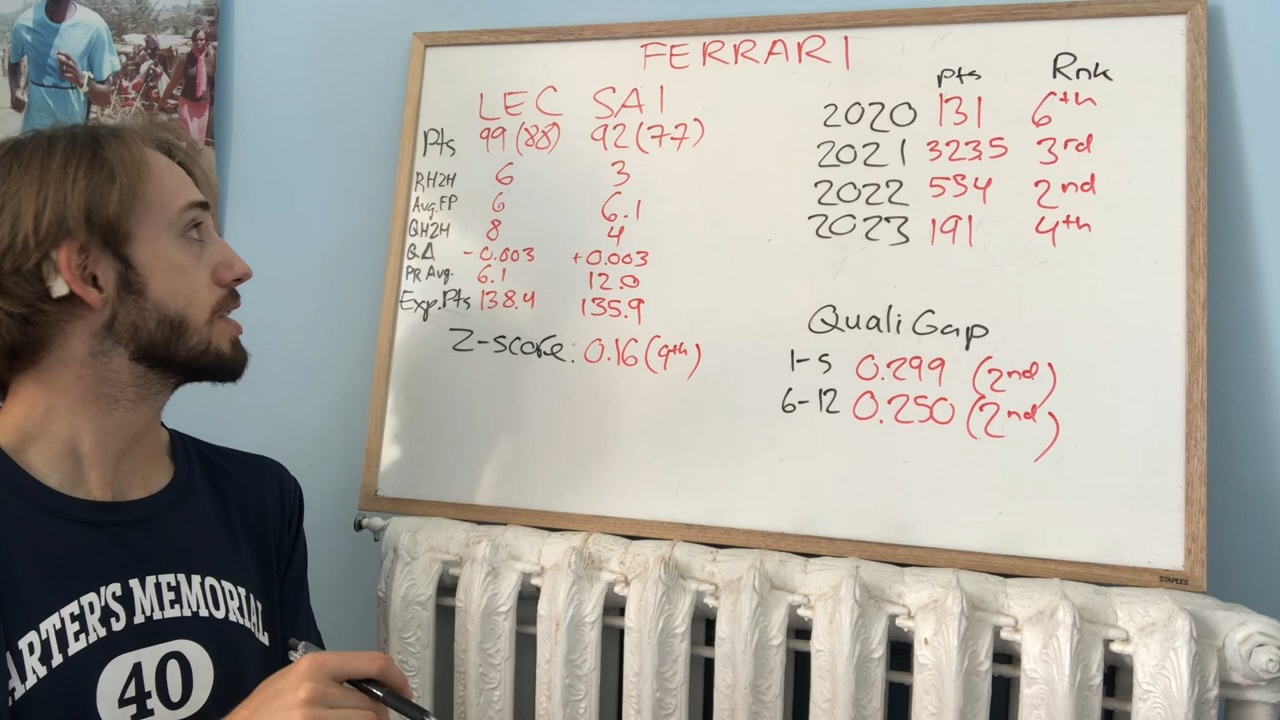 FERRARI
LEC SAI
Pts 99(88) 92(77)
RH2H 6 3
Avg.FP 6 6.1
QH2H 8 4
QΔ -0.003 +0.003
PR Avg. 6.1 12.0
Exp.Pts 138.4 135.9
Z-score: 0.16 (9th)
pts Rnk
2020 131 6th
2021 323.5 3rd
2022 554 2nd
2023 191 4th
Quali Gap
1-5 0.299 (2nd)
6-12 0.250 (2nd)
STAPLES
ARTER'S MEMORIAL
40